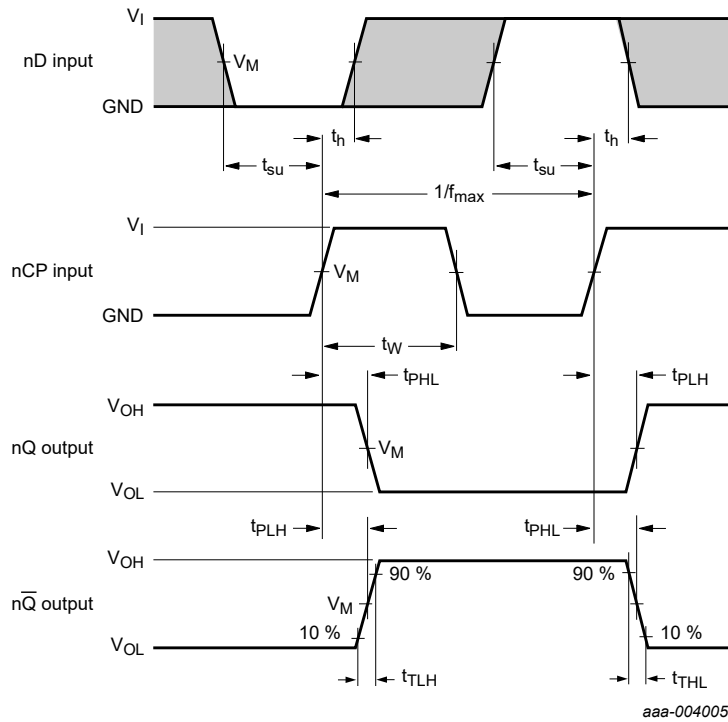 V_I
nD input
V_M
GND
t_h
t_h
t_su
t_su
1/f_max
V_I
nCP input
V_M
GND
t_W
t_PHL
t_PLH
V_OH
nQ output
V_M
V_OL
t_PLH
t_PHL
V_OH
90 %
90 %
nQ̅ output
V_M
10 %
10 %
V_OL
t_TLH
t_THL
aaa-004005